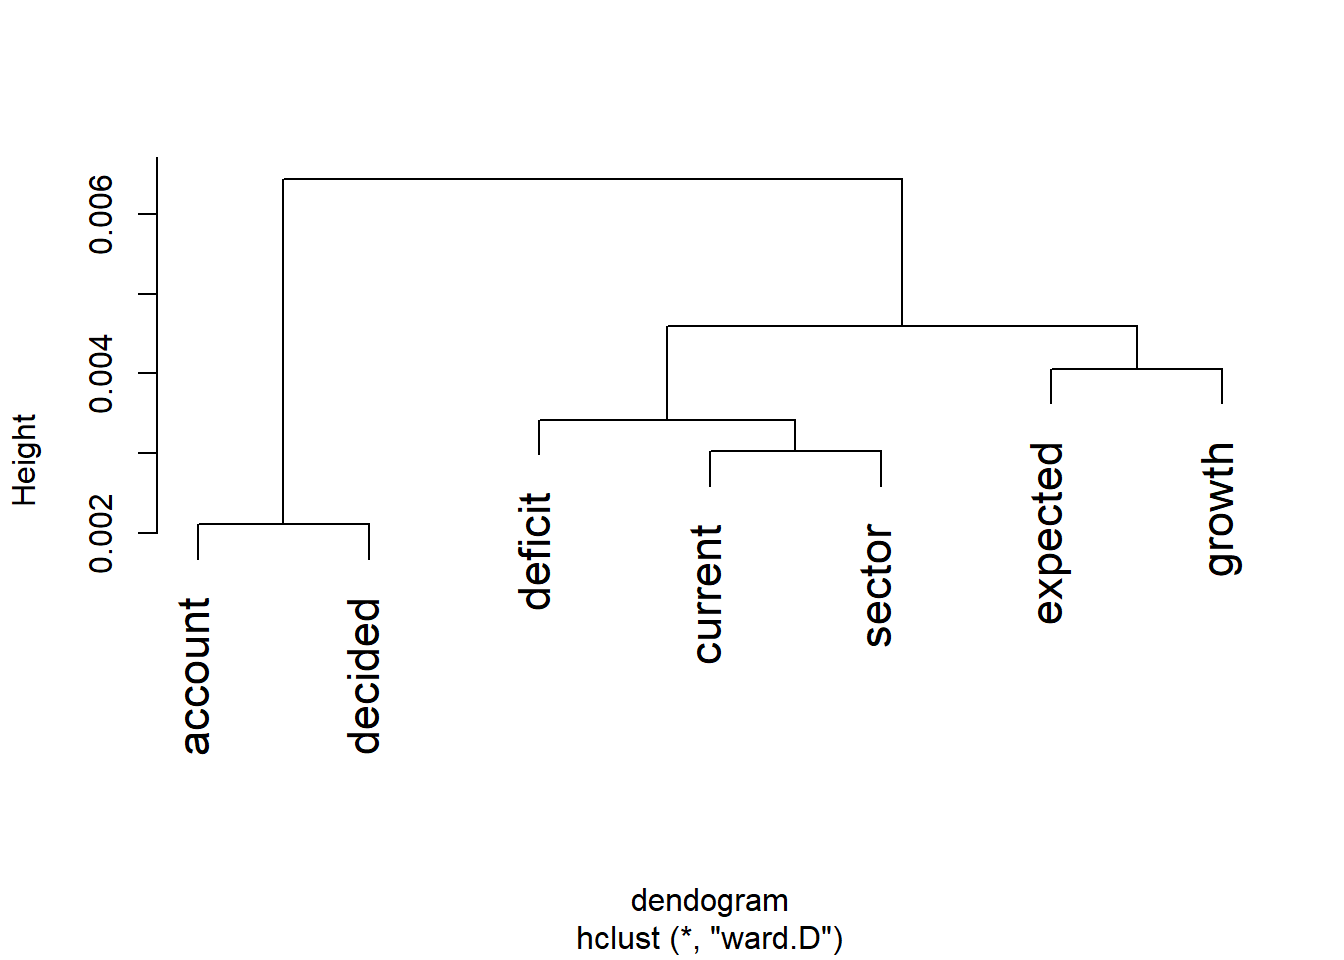 Height
0.006
0.004
0.002
account
decided
deficit
current
sector
expected
growth
dendogram
hclust (*, "ward.D")